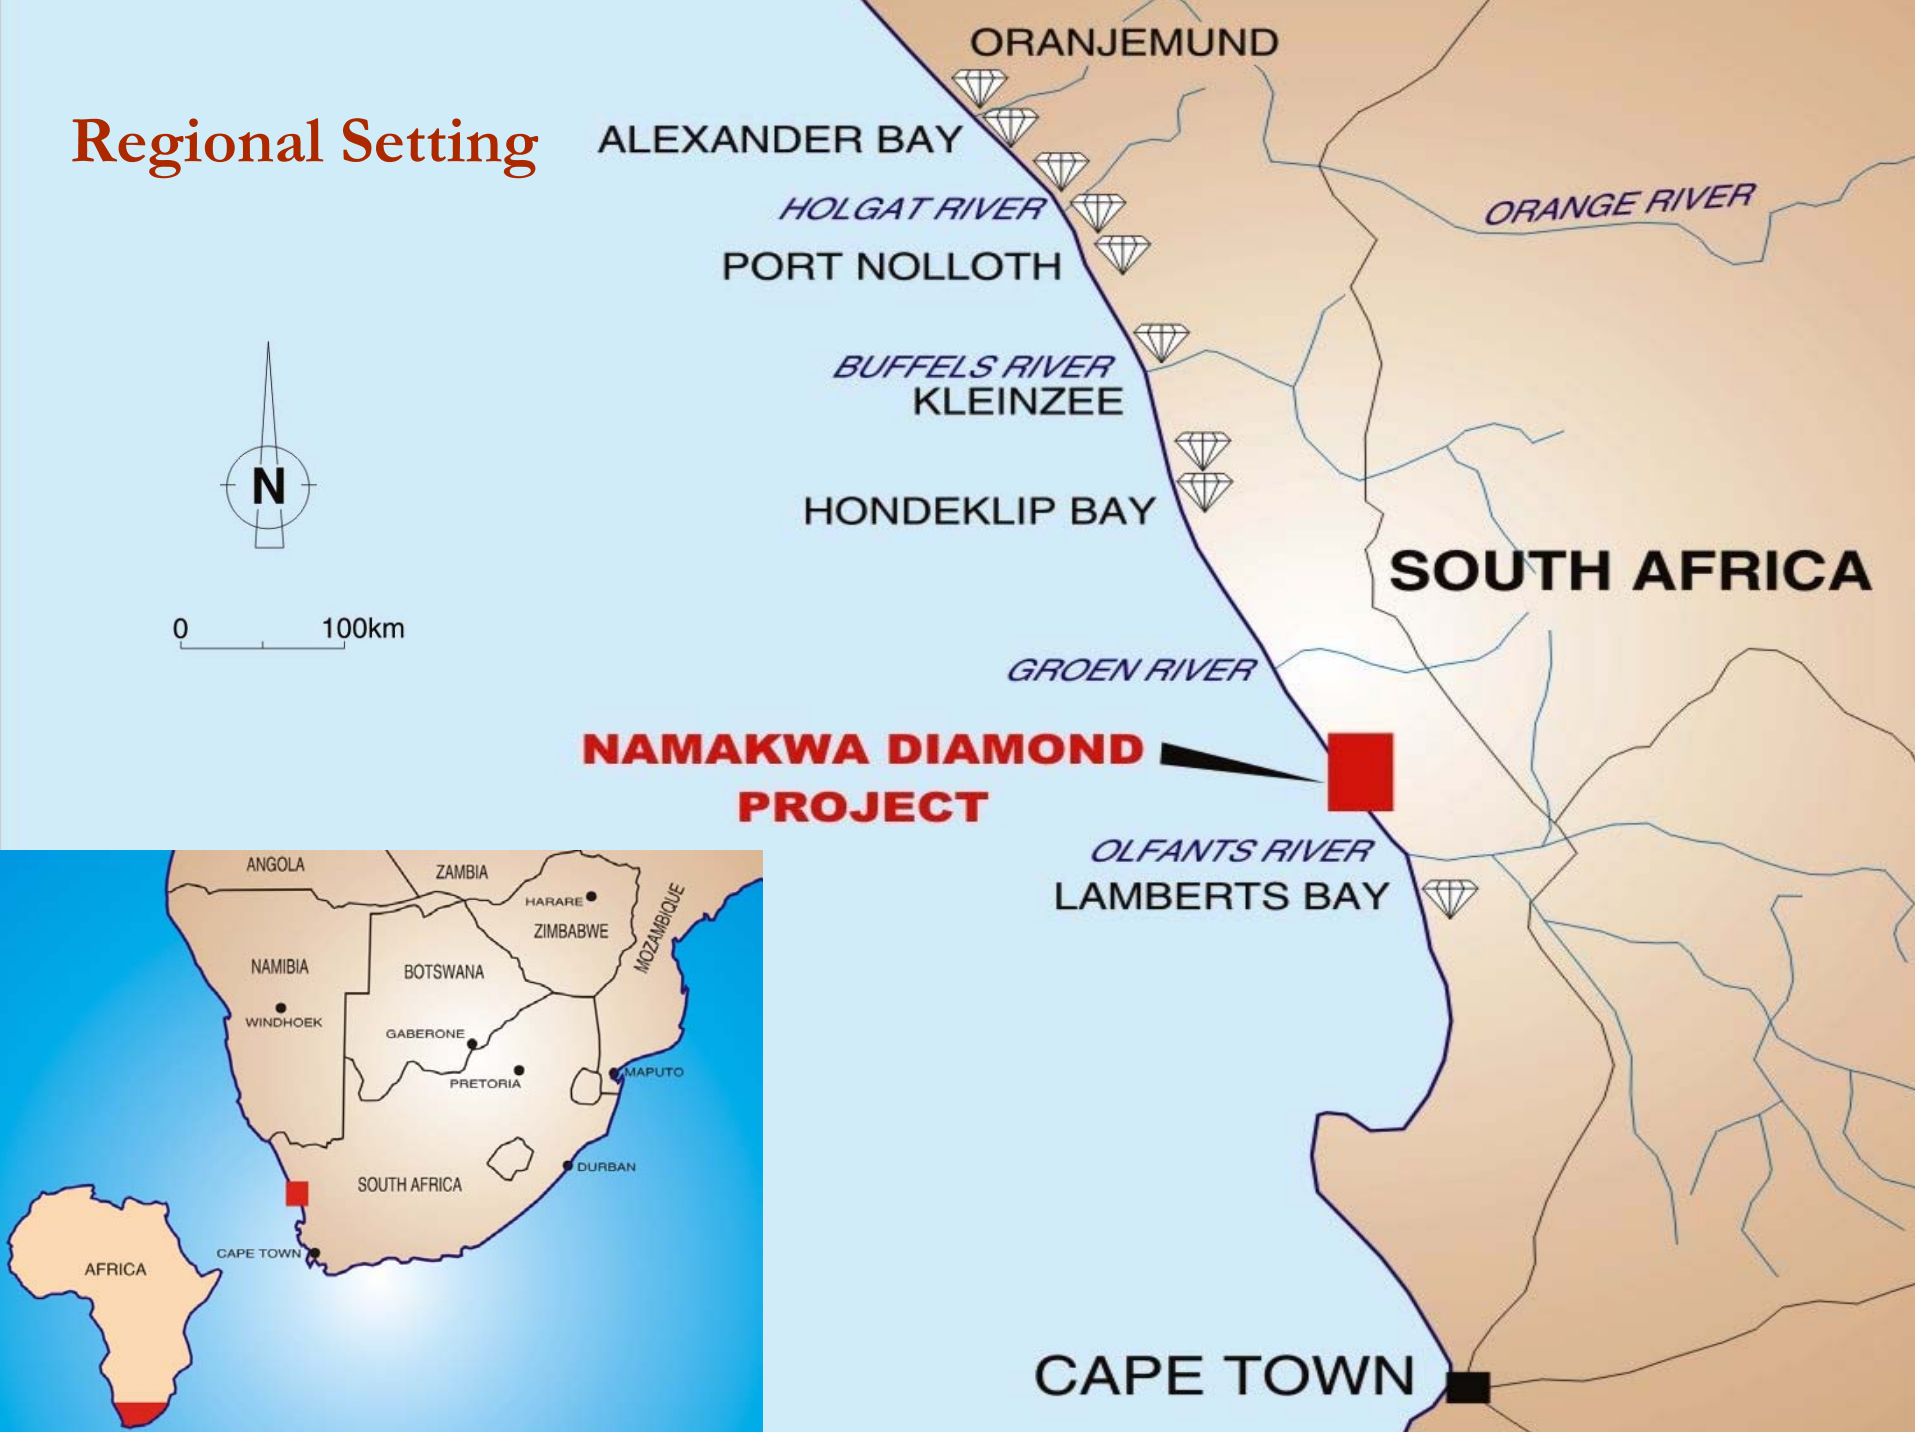 ORANJEMUND
Regional Setting
ALEXANDER BAY
HOLGAT RIVER
ORANGE RIVER
PORT NOLLOTH
BUFFELS RIVER
KLEINZEE
N
HONDEKLIP BAY
SOUTH AFRICA
0 100km
GROEN RIVER
NAMAKWA DIAMOND
PROJECT
OLFANTS RIVER
LAMBERTS BAY
CAPE TOWN
ANGOLA
ZAMBIA
HARARE
ZIMBABWE
MOZAMBIQUE
NAMIBIA
BOTSWANA
WINDHOEK
GABERONE
PRETORIA
MAPUTO
DURBAN
SOUTH AFRICA
CAPE TOWN
AFRICA